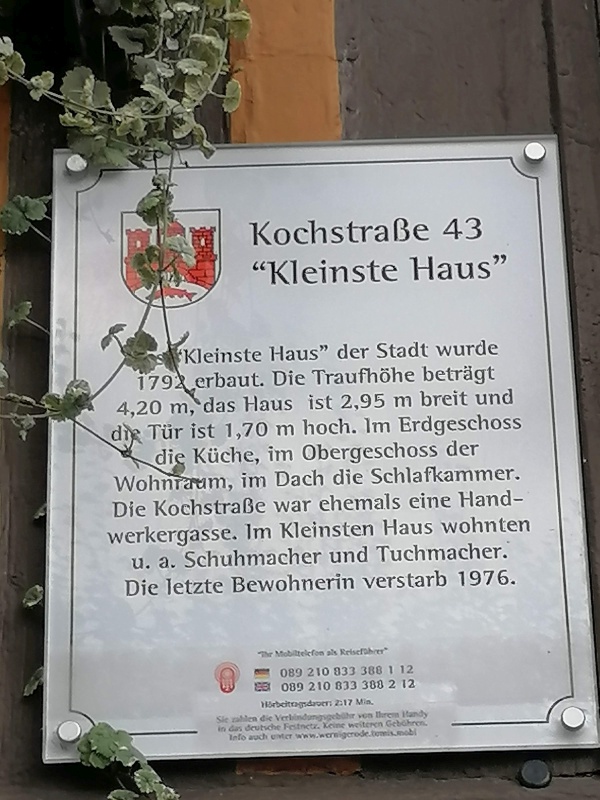 Kochstraße 43
“Kleinste Haus”
“Kleinste Haus” der Stadt wurde
1792 erbaut. Die Traufhöhe beträgt
4,20 m, das Haus ist 2,95 m breit und
die Tür ist 1,70 m hoch. Im Erdgeschoss
die Küche, im Obergeschoss der
Wohnraum, im Dach die Schlafkammer.
Die Kochstraße war ehemals eine Hand-
werkergasse. Im Kleinsten Haus wohnten
u. a. Schuhmacher und Tuchmacher.
Die letzte Bewohnerin verstarb 1976.
“Ihr Mobiltelefon als Reiseführer”
089 210 833 388 1 12
089 210 833 388 2 12
Hörbeitragsdauer: 2:17 Min.
Sie zahlen die Verbindungsgebühr von Ihrem Handy
in das deutsche Festnetz. Keine weiteren Gebühren.
Info auch unter www.wernigerode.tomis.mobi